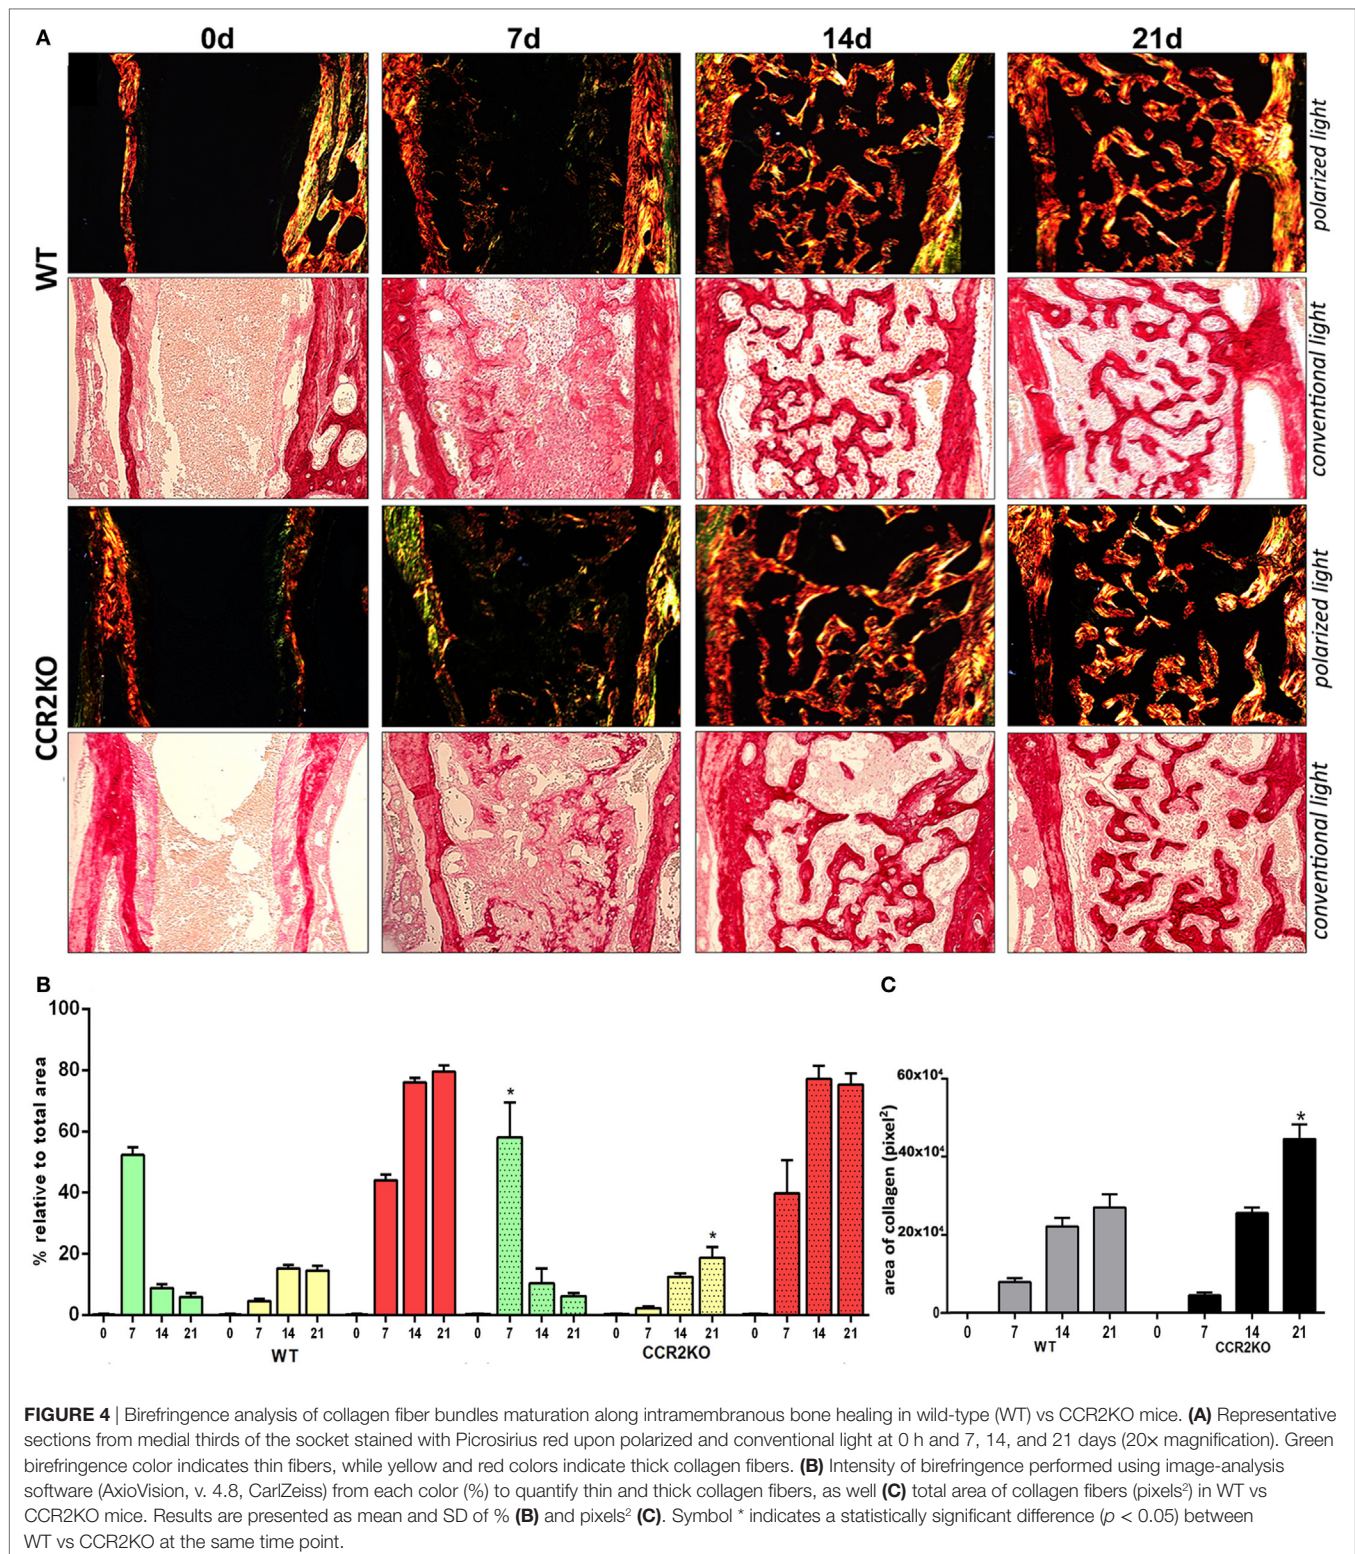 A
0d 7d 14d 21d
WT
polarized light
conventional light
CCR2KO
polarized light
conventional light
B
% relative to total area
100
80
60
40
20
0
* *
0 7 14 21 0 7 14 21 0 7 14 21 0 7 14 21 0 7 14 21 0 7 14 21
WT CCR2KO
C
area of collagen (pixel²)
60x10⁴
40x10⁴
20x10⁴
0
*
0 7 14 21 0 7 14 21
WT CCR2KO
FIGURE 4 | Birefringence analysis of collagen fiber bundles maturation along intramembranous bone healing in wild-type (WT) vs CCR2KO mice. (A) Representative
sections from medial thirds of the socket stained with Picrosirius red upon polarized and conventional light at 0 h and 7, 14, and 21 days (20× magnification). Green
birefringence color indicates thin fibers, while yellow and red colors indicate thick collagen fibers. (B) Intensity of birefringence performed using image-analysis
software (AxioVision, v. 4.8, CarlZeiss) from each color (%) to quantify thin and thick collagen fibers, as well (C) total area of collagen fibers (pixels²) in WT vs
CCR2KO mice. Results are presented as mean and SD of % (B) and pixels² (C). Symbol * indicates a statistically significant difference (p < 0.05) between
WT vs CCR2KO at the same time point.